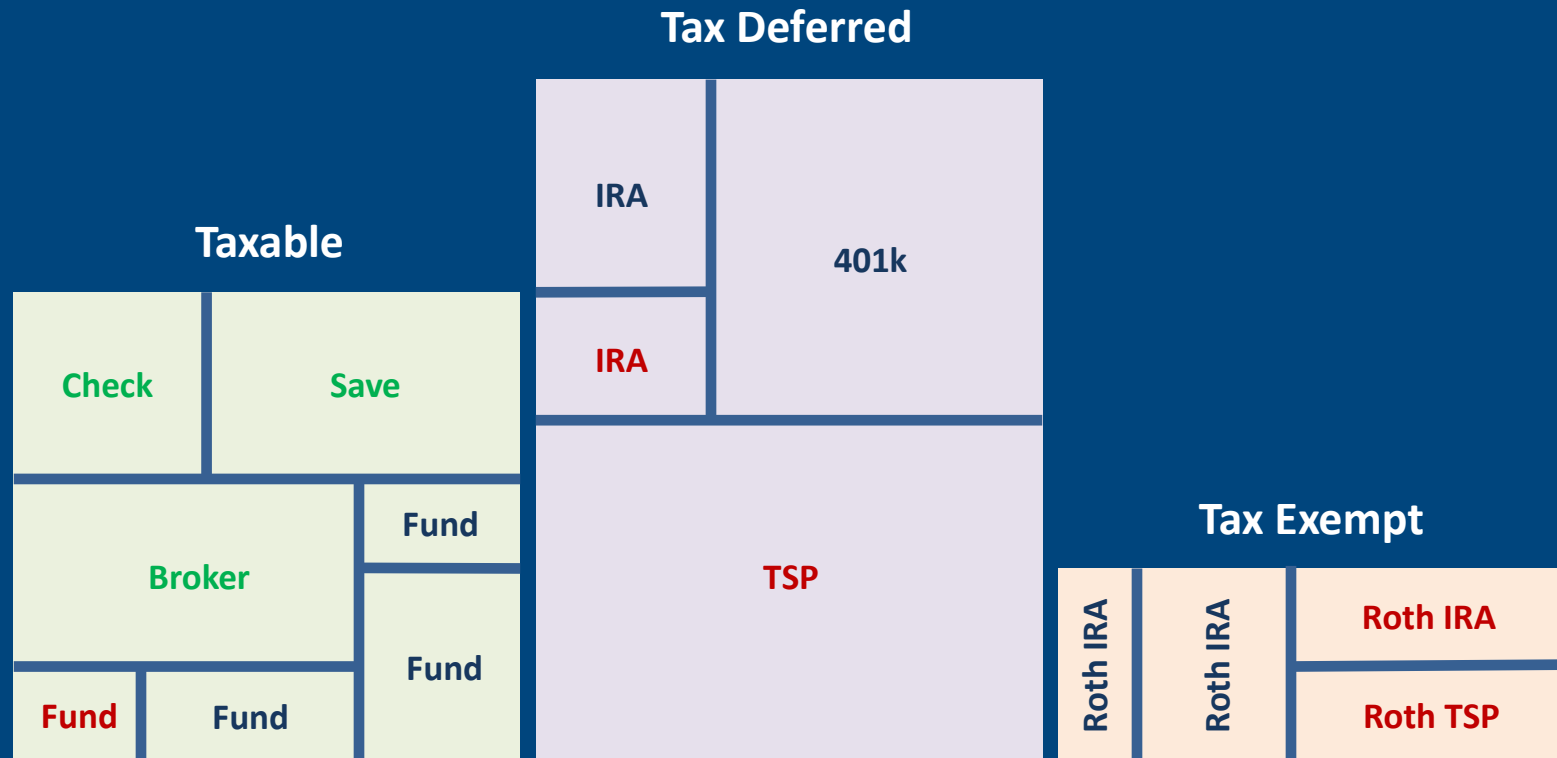 Tax Deferred
Taxable
Tax Exempt
Check
Save
Broker
Fund
Fund
Fund
Fund
IRA
401k
IRA
TSP
Roth IRA
Roth IRA
Roth IRA
Roth TSP